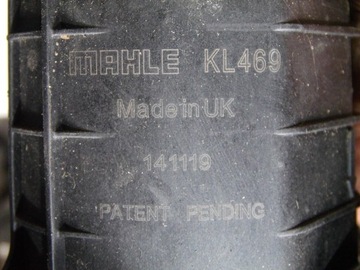 MAHLE KL469
Made in UK
141119
PATENT PENDING